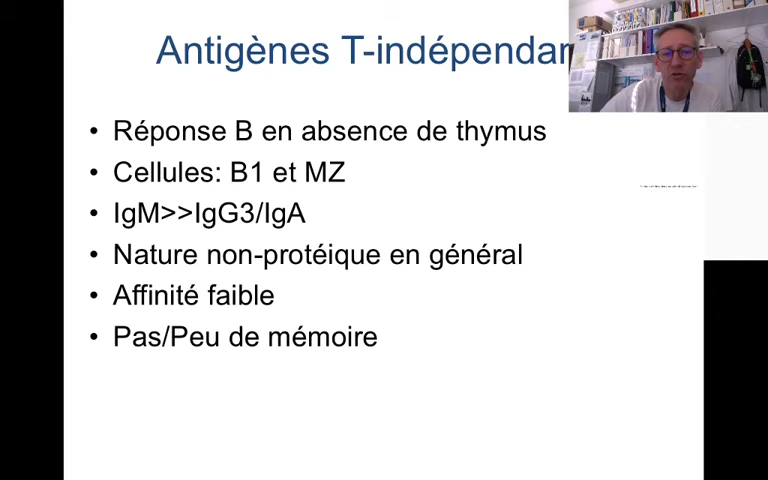 Antigènes T-indépendan
• Réponse B en absence de thymus
• Cellules: B1 et MZ
• IgM>>IgG3/IgA
• Nature non-protéique en général
• Affinité faible
• Pas/Peu de mémoire